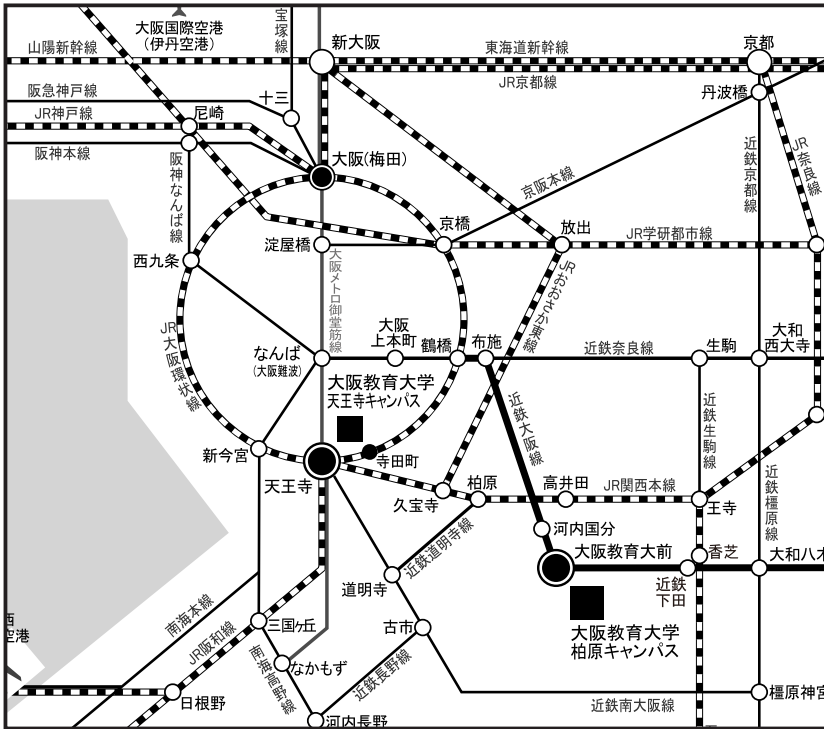 大阪国際空港
(伊丹空港)
宝塚線
新大阪
山陽新幹線
東海道新幹線
京都
JR京都線
阪急神戸線
十三
丹波橋
JR神戸線
尼崎
阪神本線
大阪(梅田)
阪神なんば線
近鉄京都線
JR奈良線
京阪本線
淀屋橋
京橋
放出
JR学研都市線
西九条
大阪メトロ御堂筋線
JRおおさか東線
JR大阪環状線
なんば
(大阪難波)
大阪
上本町
鶴橋
布施
近鉄奈良線
生駒
大和
西大寺
大阪教育大学
天王寺キャンパス
近鉄大阪線
近鉄生駒線
新今宮
寺田町
天王寺
久宝寺
柏原
高井田
JR関西本線
王寺
近鉄橿原線
河内国分
近鉄道明寺線
大阪教育大前
香芝
大和八木
道明寺
近鉄
下田
南海本線
JR阪和線
三国ヶ丘
古市
大阪教育大学
柏原キャンパス
空港
南海高野線
なかもず
近鉄長野線
日根野
河内長野
近鉄南大阪線
橿原神宮